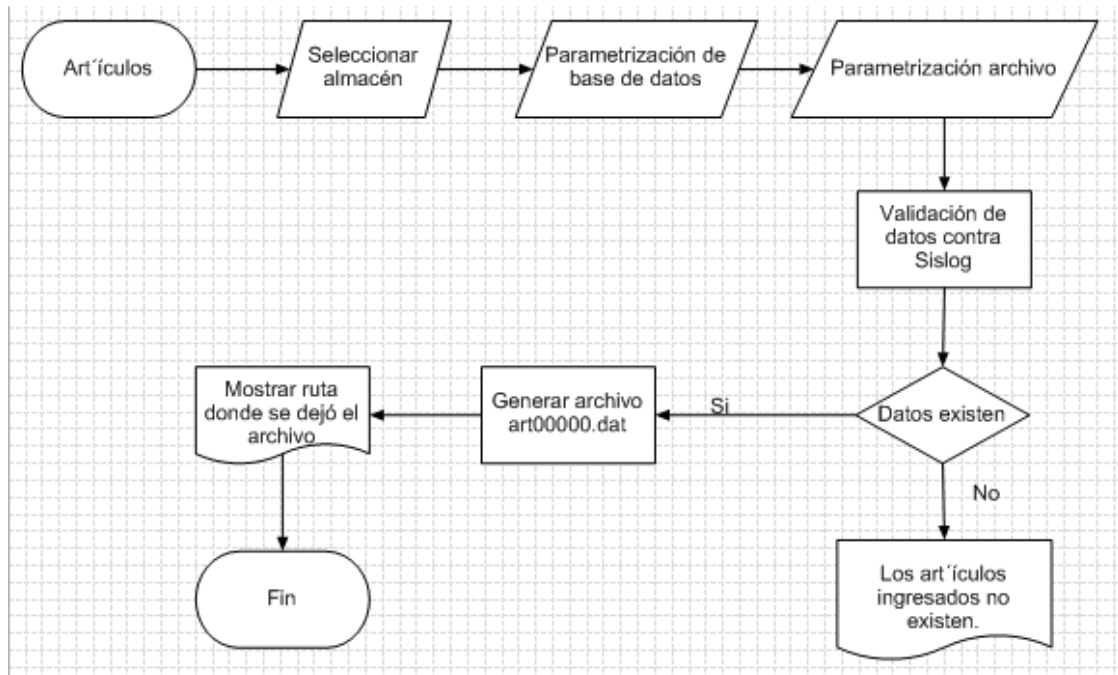 Art´ículos
Seleccionar
almacén
Parametrización de
base de datos
Parametrización archivo
Validación de
datos contra
Sislog
Datos existen
Si
Generar archivo
art00000.dat
Mostrar ruta
donde se dejó el
archivo
No
Los art´ículos
ingresados no
existen.
Fin